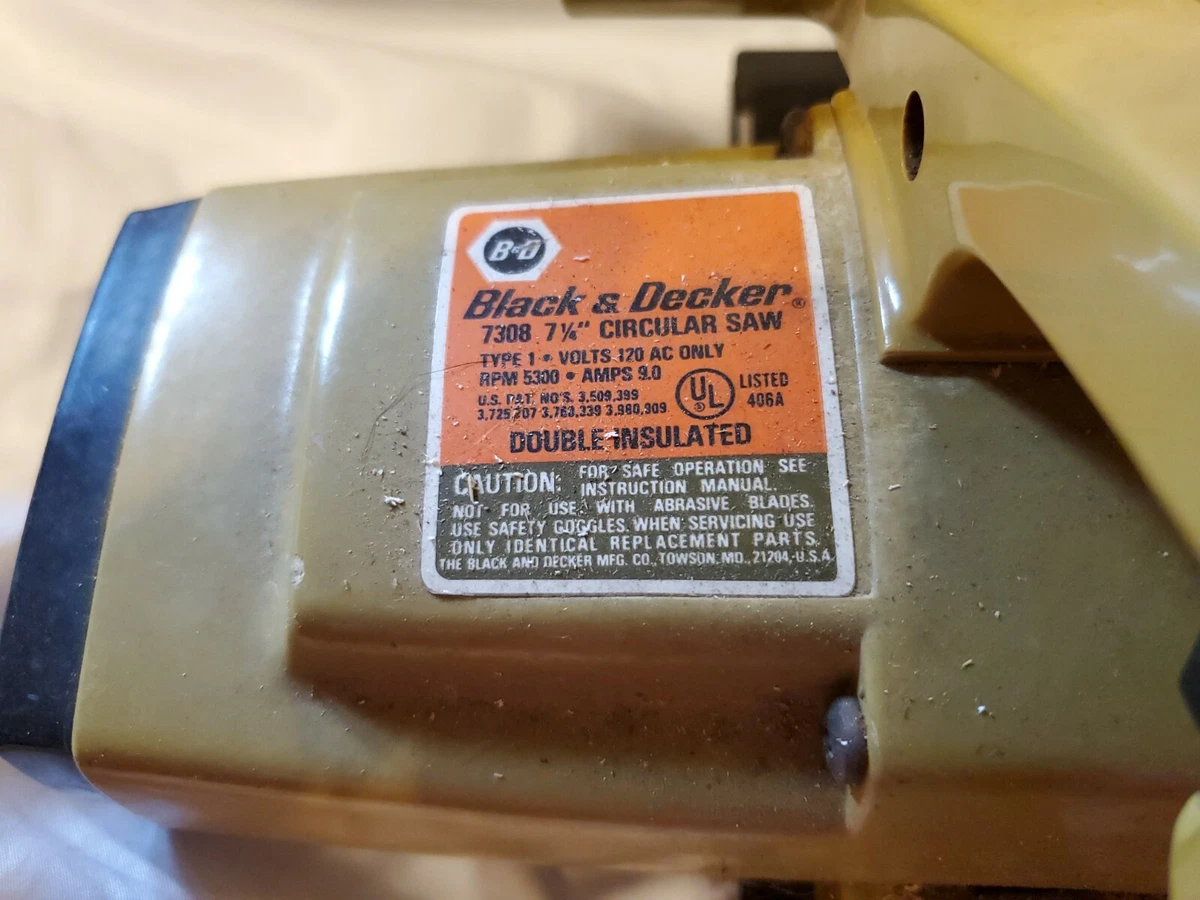 B&D
Black & Decker®
7308 7¼" CIRCULAR SAW
TYPE 1 • VOLTS 120 AC ONLY
RPM 5300 • AMPS 9.0
U.S. PAT. NO'S. 3,509,399
3,725,207 3,763,339 3,980,909
UL
S
LISTED
406A
DOUBLE INSULATED
CAUTION: FOR SAFE OPERATION SEE
INSTRUCTION MANUAL.
NOT FOR USE WITH ABRASIVE BLADES.
USE SAFETY GOGGLES. WHEN SERVICING USE
ONLY IDENTICAL REPLACEMENT PARTS.
THE BLACK AND DECKER MFG. CO., TOWSON, MD., 21204, U.S.A.